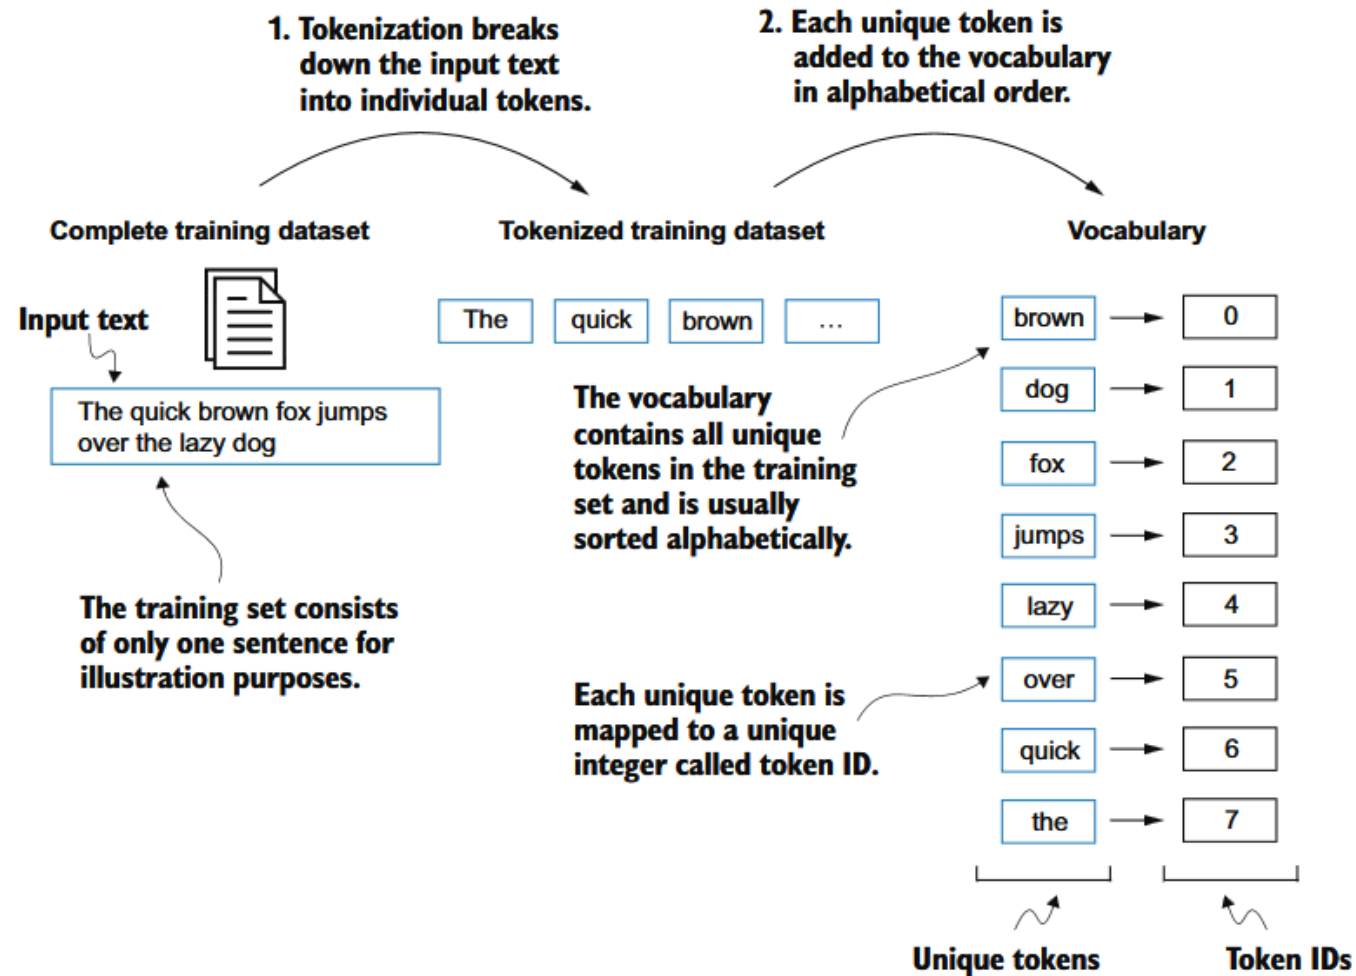 1. Tokenization breaks
down the input text
into individual tokens.
2. Each unique token is
added to the vocabulary
in alphabetical order.
Complete training dataset
Tokenized training dataset
Vocabulary
Input text
The quick brown fox jumps
over the lazy dog
The training set consists
of only one sentence for
illustration purposes.
The quick brown ...
The vocabulary
contains all unique
tokens in the training
set and is usually
sorted alphabetically.
Each unique token is
mapped to a unique
integer called token ID.
brown 0
dog 1
fox 2
jumps 3
lazy 4
over 5
quick 6
the 7
Unique tokens
Token IDs